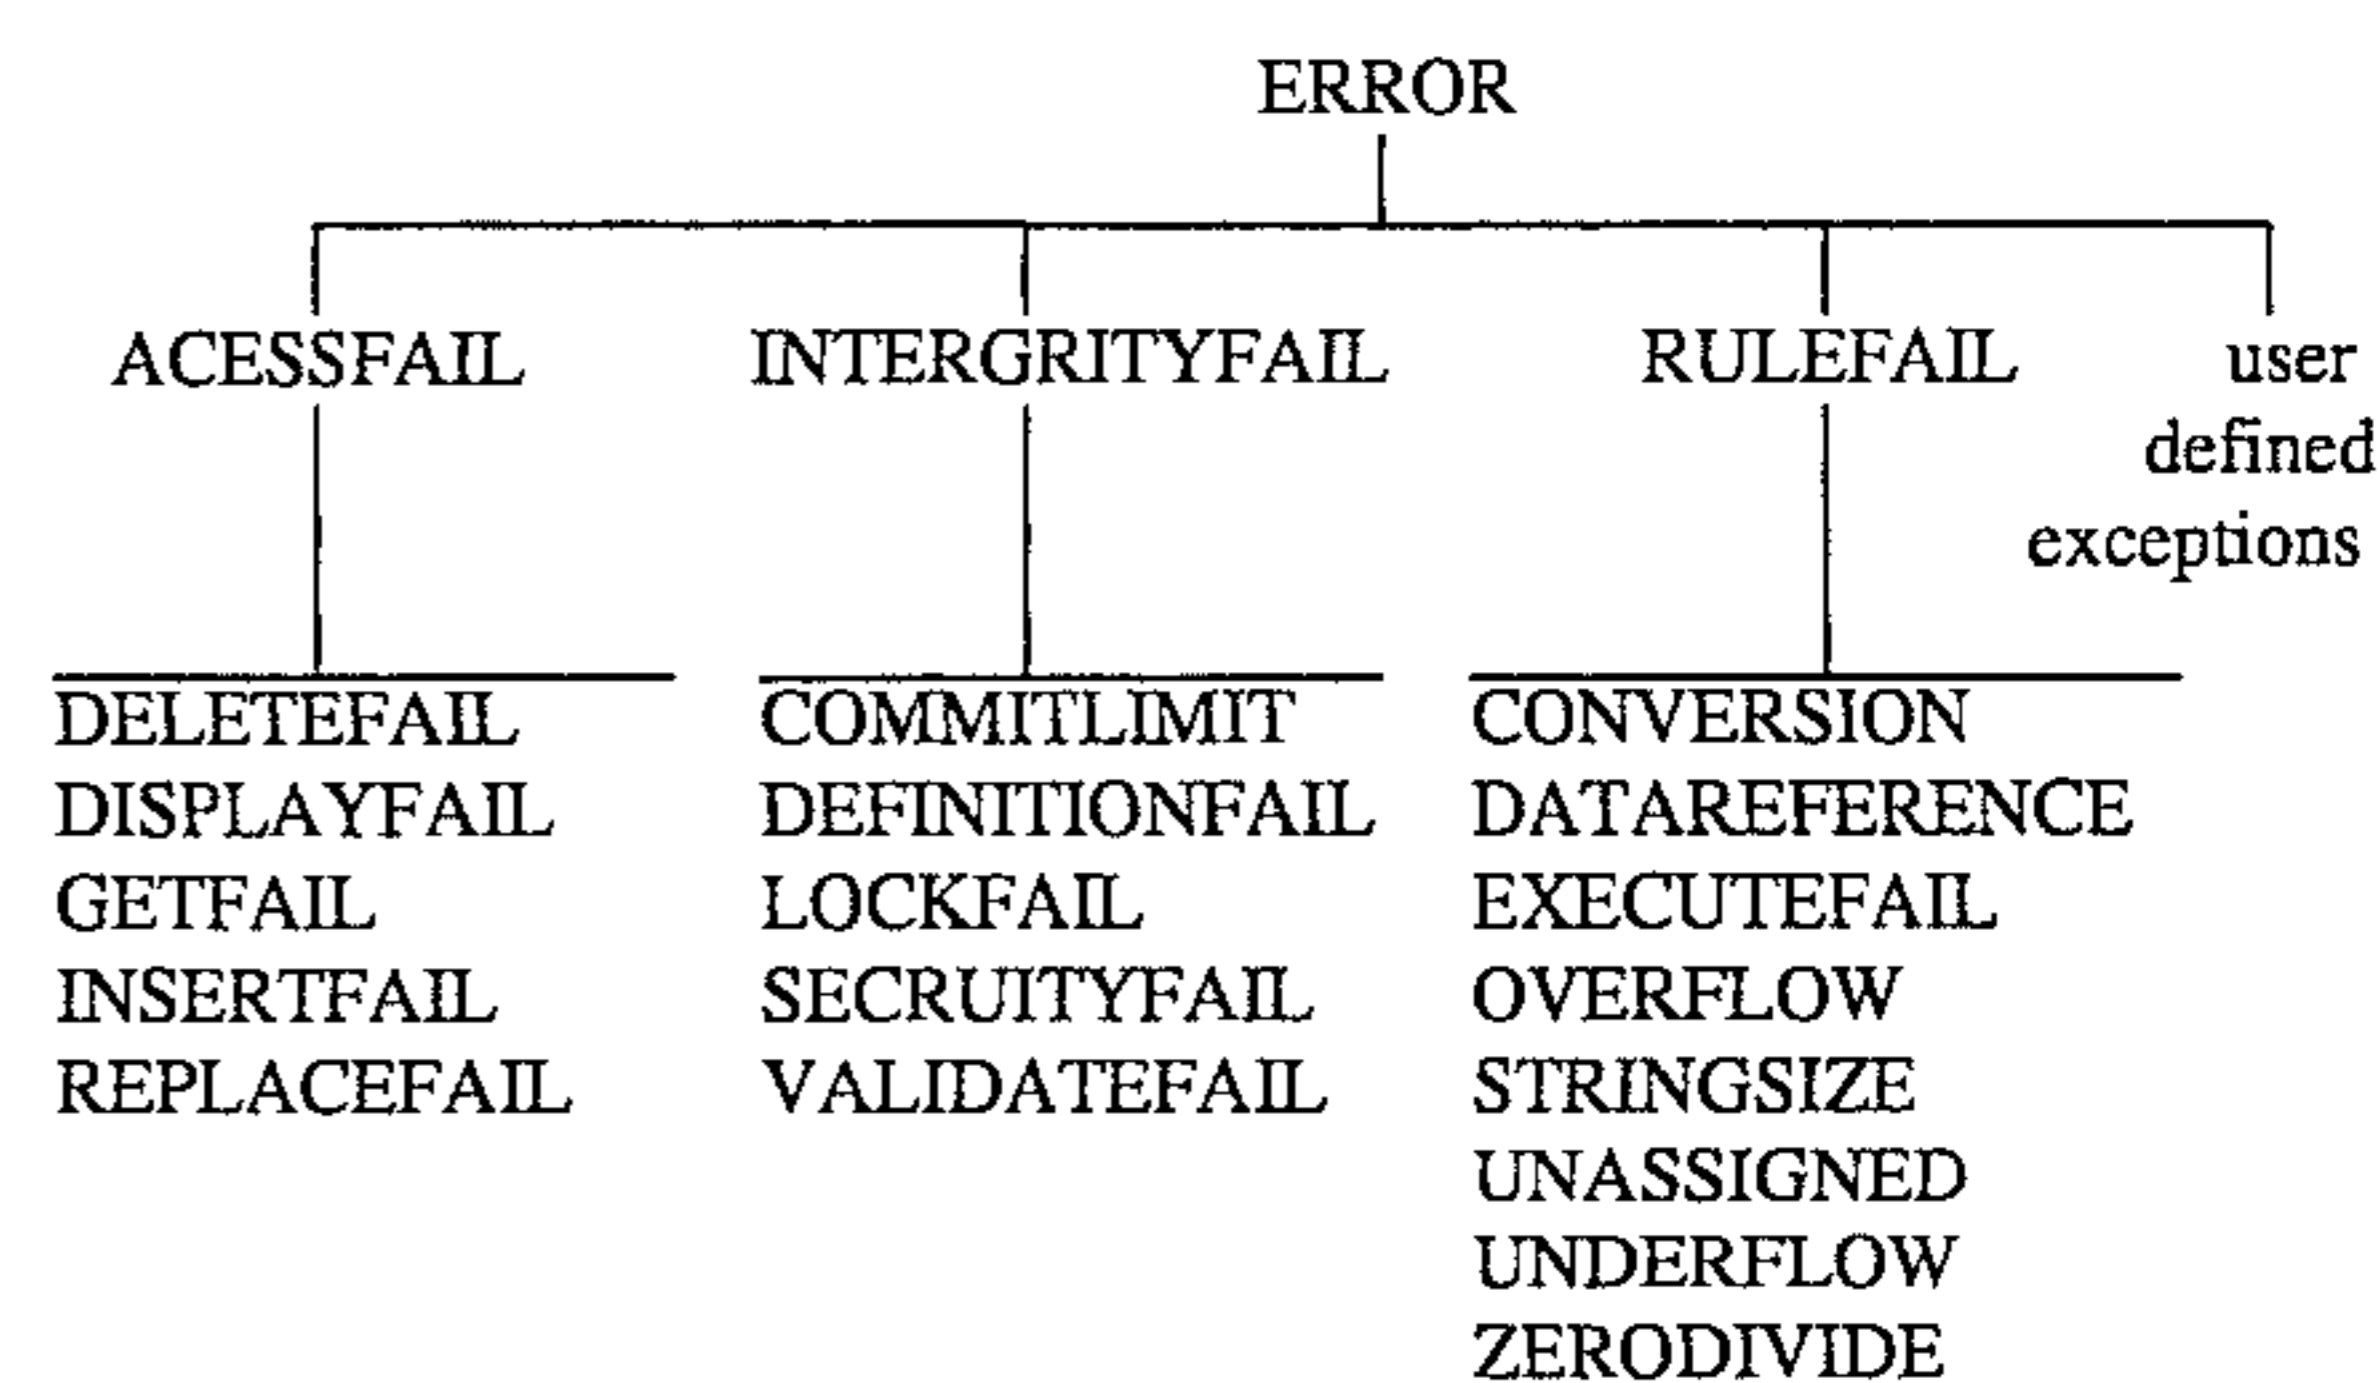 ERROR
ACESSFAIL
INTERGRITYFAIL
RULEFAIL
user
defined
exceptions
DELETEFAIL
DISPLAYFAIL
GETFAIL
INSERTFAIL
REPLACEFAIL
COMMITLIMIT
DEFINITIONFAIL
LOCKFAIL
SECRUITYFAIL
VALIDATEFAIL
CONVERSION
DATAREFERENCE
EXECUTEFAIL
OVERFLOW
STRINGSIZE
UNASSIGNED
UNDERFLOW
ZERODIVIDE